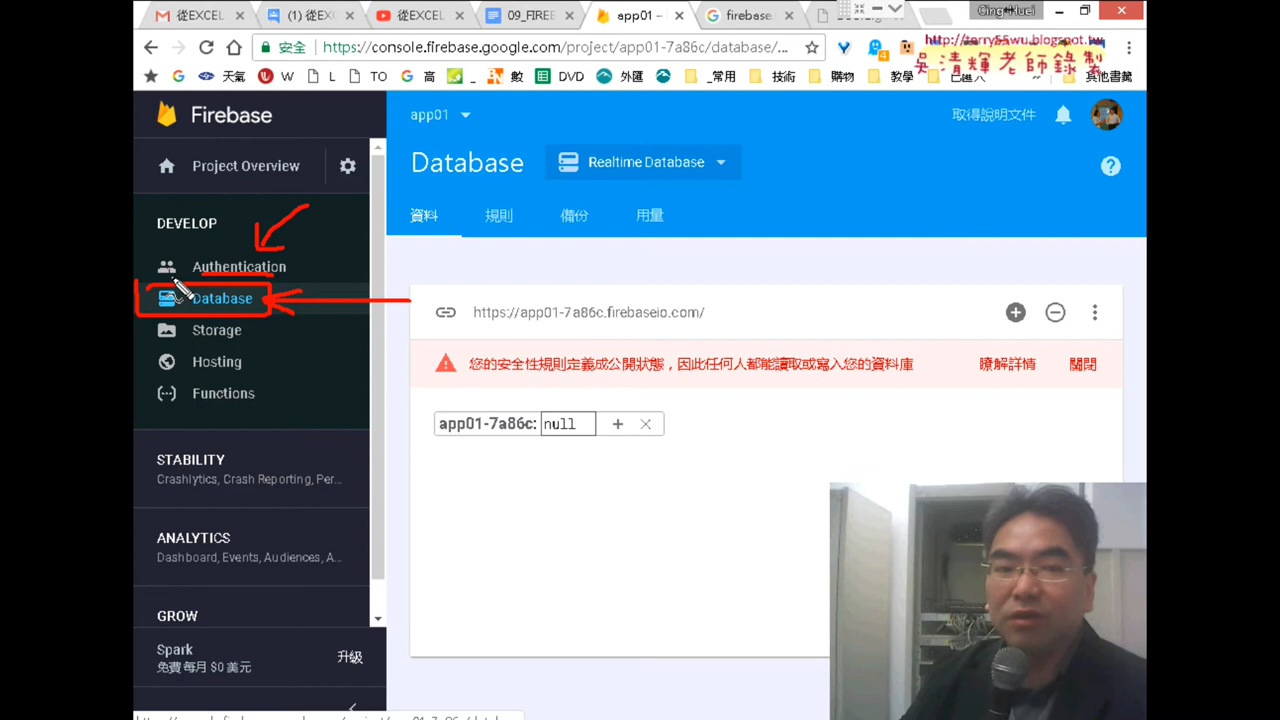 從EXCEL
(1) 從EXC
從EXCEL
09_FIREB
app01 –
firebase
Cing-Huci
安全
https://console.firebase.google.com/project/app01-7a86c/database/...
http://terry55wu.blogspot.tw
吳清輝老師錄製
天氣
W
L
TO
高
數
DVD
外匯
_常用
技術
購物
教學
其他書籤
Firebase
app01
取得說明文件
Project Overview
Database
Realtime Database
資料
規則
備份
用量
DEVELOP
Authentication
Database
Storage
Hosting
Functions
https://app01-7a86c.firebaseio.com/
您的安全性規則定義成公開狀態，因此任何人都能讀取或寫入您的資料庫
瞭解詳情
關閉
app01-7a86c:
null
STABILITY
Crashlytics, Crash Reporting, Per...
ANALYTICS
Dashboard, Events, Audiences, A...
GROW
Spark
免費 每月 $0 美元
升級